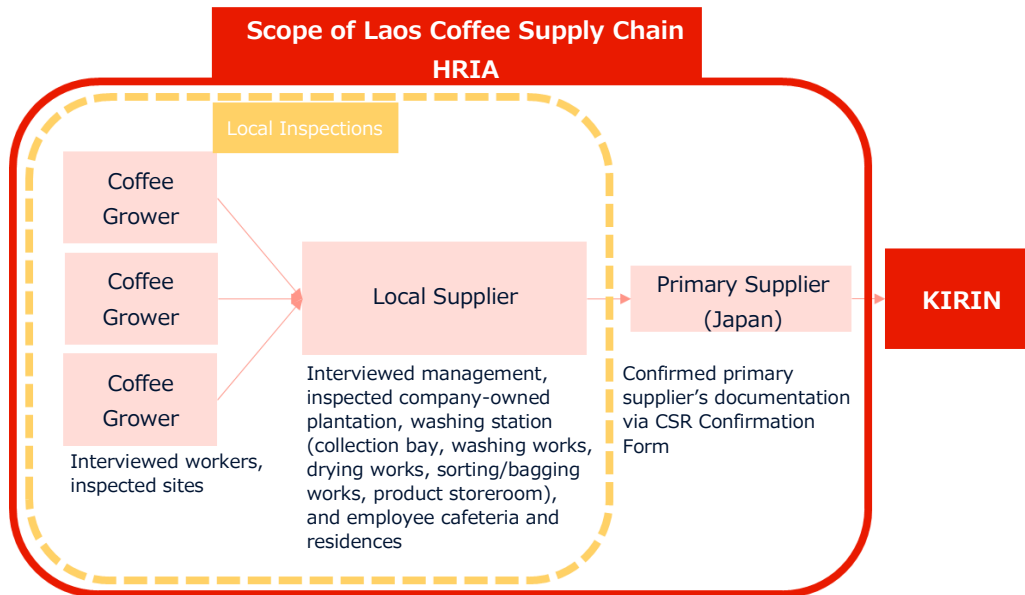 Scope of Laos Coffee Supply Chain
HRIA
Local Inspections
Coffee
Grower
Coffee
Grower
Coffee
Grower
Interviewed workers,
inspected sites
Local Supplier
Interviewed management,
inspected company-owned
plantation, washing station
(collection bay, washing works,
drying works, sorting/bagging
works, product storeroom),
and employee cafeteria and
residences
Primary Supplier
(Japan)
Confirmed primary
supplier’s documentation
via CSR Confirmation
Form
KIRIN